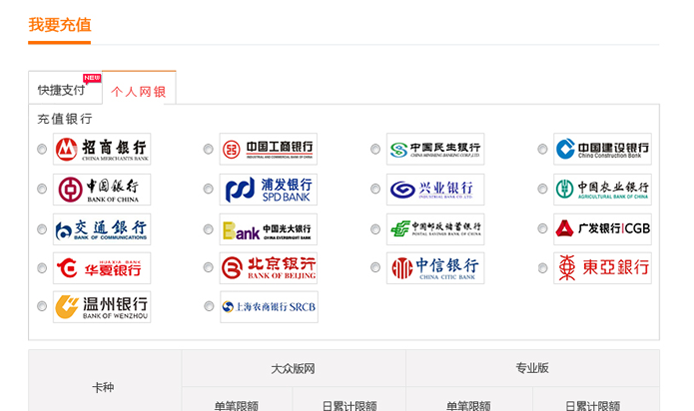 我要充值
快捷支付 NEW 个人网银
充值银行
招商银行 CHINA MERCHANTS BANK
中国工商银行 INDUSTRIAL AND COMMERCIAL BANK OF CHINA
中国民生银行 CHINA MINSHENG BANKING CORP.,LTD.
中国建设银行 China Construction Bank
中国银行 BANK OF CHINA
浦发银行 SPD BANK
兴业银行 INDUSTRIAL BANK CO.,LTD.
中国农业银行 AGRICULTURAL BANK OF CHINA
交通银行 BANK OF COMMUNICATIONS
Bank 中国光大银行 CHINA EVERBRIGHT BANK
中国邮政储蓄银行 POSTAL SAVINGS BANK OF CHINA
广发银行|CGB
华夏银行 HUAXIA BANK
北京银行 BANK OF BEIJING
中信银行 CHINA CITIC BANK
東亞銀行
温州银行 BANK OF WENZHOU
上海农商银行 SRCB
卡种 大众版网 专业版
单笔限额 日累计限额 单笔限额 日累计限额